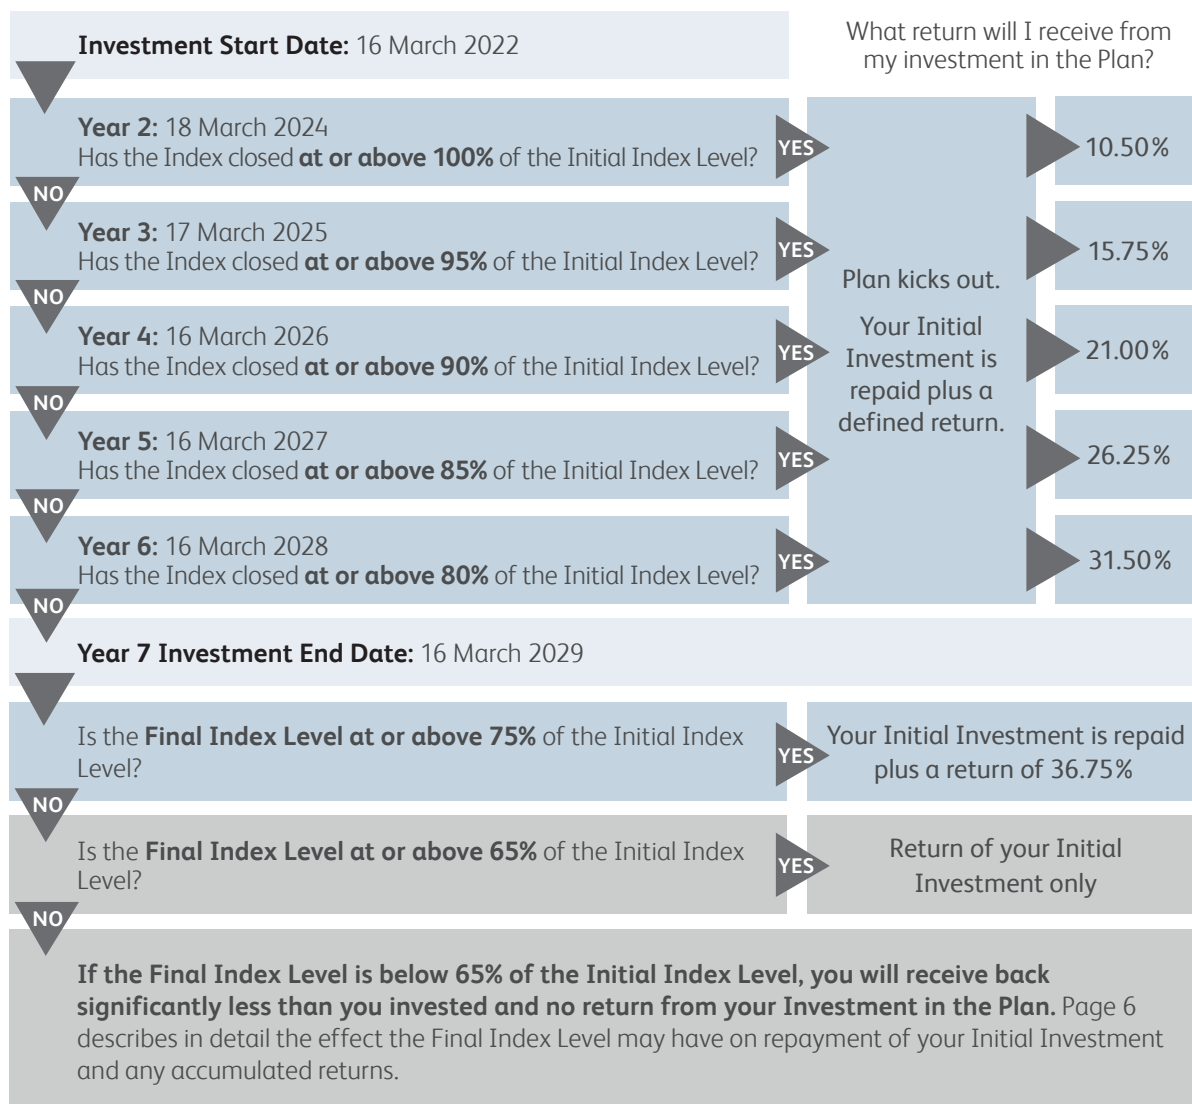 Investment Start Date: 16 March 2022
What return will I receive from
my investment in the Plan?
Year 2: 18 March 2024
Has the Index closed at or above 100% of the Initial Index Level?
YES
10.50%
NO
Year 3: 17 March 2025
Has the Index closed at or above 95% of the Initial Index Level?
YES
15.75%
NO
Year 4: 16 March 2026
Has the Index closed at or above 90% of the Initial Index Level?
YES
Plan kicks out.
Your Initial
Investment is
repaid plus a
defined return.
21.00%
NO
Year 5: 16 March 2027
Has the Index closed at or above 85% of the Initial Index Level?
YES
26.25%
NO
Year 6: 16 March 2028
Has the Index closed at or above 80% of the Initial Index Level?
YES
31.50%
NO
Year 7 Investment End Date: 16 March 2029
Is the Final Index Level at or above 75% of the Initial Index
Level?
YES
Your Initial Investment is repaid
plus a return of 36.75%
NO
Is the Final Index Level at or above 65% of the Initial Index
Level?
YES
Return of your Initial
Investment only
NO
If the Final Index Level is below 65% of the Initial Index Level, you will receive back
significantly less than you invested and no return from your Investment in the Plan. Page 6
describes in detail the effect the Final Index Level may have on repayment of your Initial Investment
and any accumulated returns.